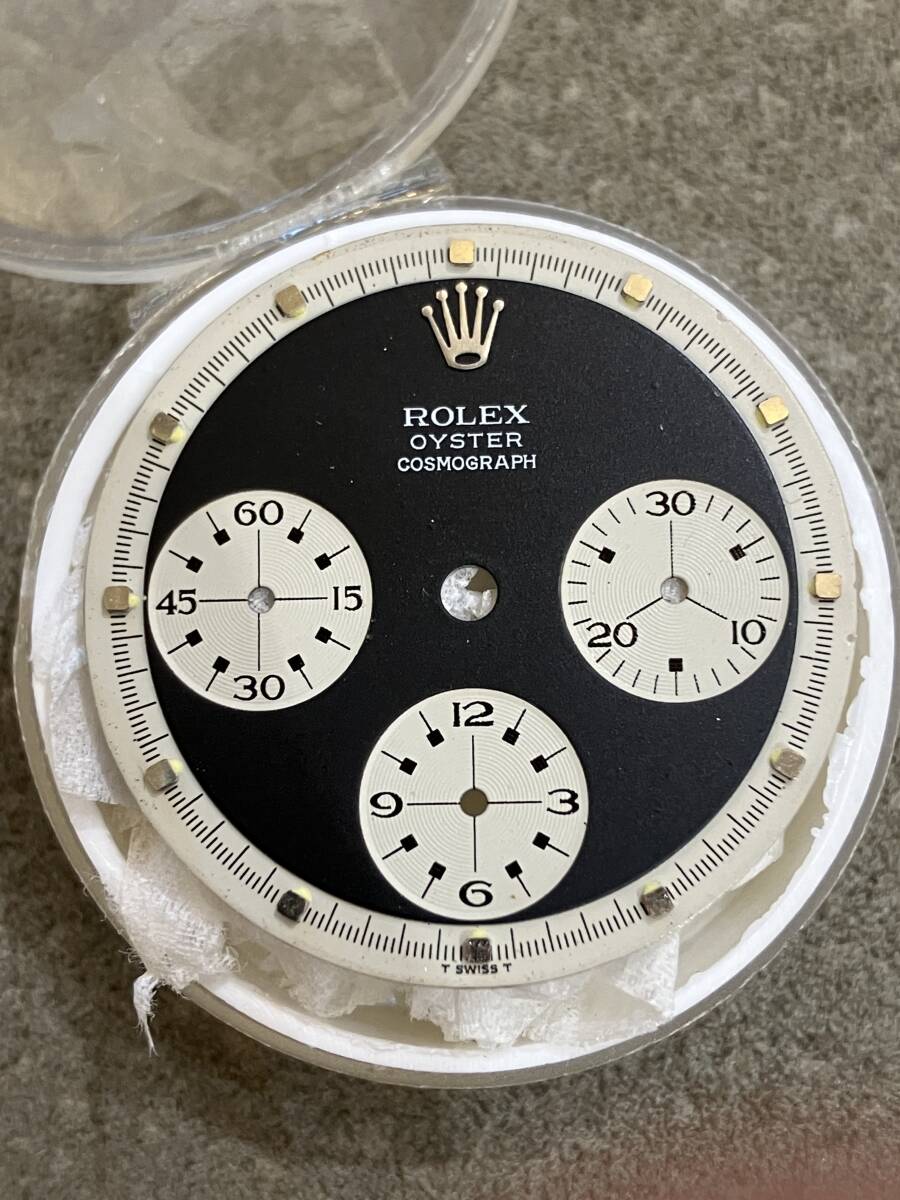 ROLEX
OYSTER
COSMOGRAPH
60
45 15
30
30
20 10
12
9 3
6
T SWISS T